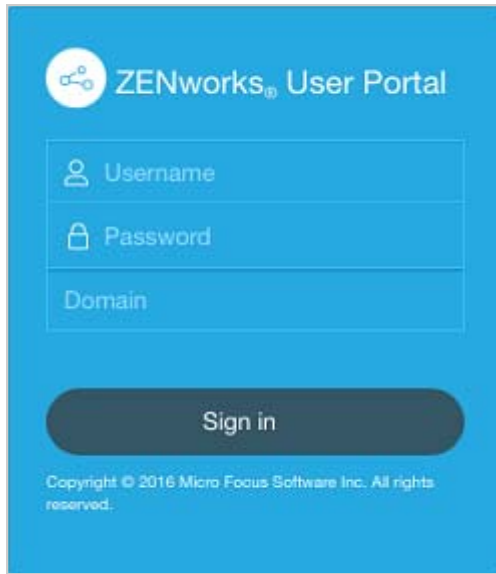 ZENworks® User Portal
Username
Password
Domain
Sign in
Copyright © 2016 Micro Focus Software Inc. All rights
reserved.